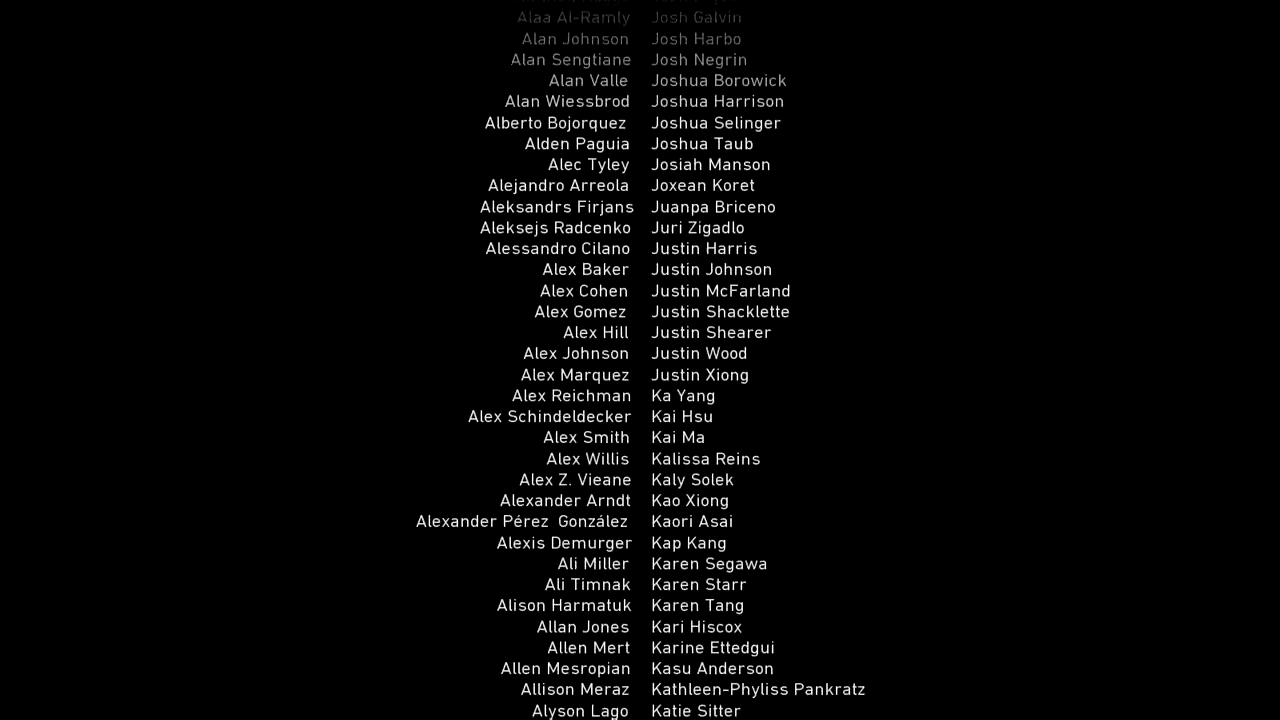 Alaa Al-Ramly Josh Galvin
Alan Johnson Josh Harbo
Alan Sengtiane Josh Negrin
Alan Valle Joshua Borowick
Alan Wiessbrod Joshua Harrison
Alberto Bojorquez Joshua Selinger
Alden Paguia Joshua Taub
Alec Tyley Josiah Manson
Alejandro Arreola Joxean Koret
Aleksandrs Firjans Juanpa Briceno
Aleksejs Radcenko Juri Zigadlo
Alessandro Cilano Justin Harris
Alex Baker Justin Johnson
Alex Cohen Justin McFarland
Alex Gomez Justin Shacklette
Alex Hill Justin Shearer
Alex Johnson Justin Wood
Alex Marquez Justin Xiong
Alex Reichman Ka Yang
Alex Schindeldecker Kai Hsu
Alex Smith Kai Ma
Alex Willis Kalissa Reins
Alex Z. Vieane Kaly Solek
Alexander Arndt Kao Xiong
Alexander Pérez González Kaori Asai
Alexis Demurger Kap Kang
Ali Miller Karen Segawa
Ali Timnak Karen Starr
Alison Harmatuk Karen Tang
Allan Jones Kari Hiscox
Allen Mert Karine Ettedgui
Allen Mesropian Kasu Anderson
Allison Meraz Kathleen-Phyliss Pankratz
Alyson Lago Katie Sitter